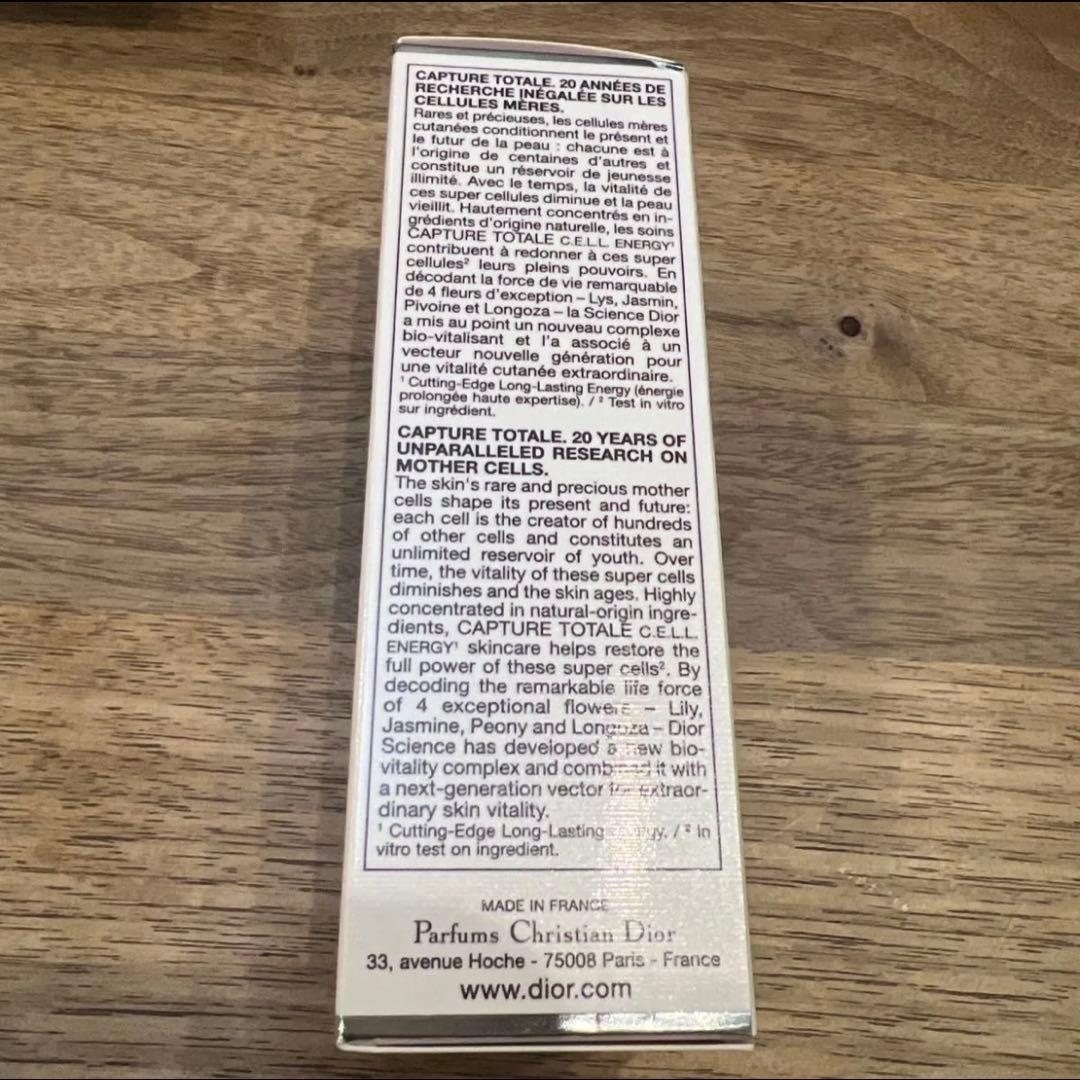 CAPTURE TOTALE. 20 ANNÉES DE
RECHERCHE INÉGALÉE SUR LES
CELLULES MÈRES.
Rares et précieuses, les cellules mères
cutanées conditionnent le présent et
le futur de la peau : chacune est à
l'origine de centaines d'autres et
constitue un réservoir de jeunesse
illimité. Avec le temps, la vitalité de
ces super cellules diminue et la peau
vieillit. Hautement concentrés en in-
grédients d'origine naturelle, les soins
CAPTURE TOTALE C.E.L.L. ENERGY¹
contribuent à redonner à ces super
cellules² leurs pleins pouvoirs. En
décodant la force de vie remarquable
de 4 fleurs d'exception – Lys, Jasmin,
Pivoine et Longoza – la Science Dior
a mis au point un nouveau complexe
bio-vitalisant et l'a associé à un
vecteur nouvelle génération pour
une vitalité cutanée extraordinaire.
¹ Cutting-Edge Long-Lasting Energy (énergie
prolongée haute expertise). / ² Test in vitro
sur ingrédient.
CAPTURE TOTALE. 20 YEARS OF
UNPARALLELED RESEARCH ON
MOTHER CELLS.
The skin's rare and precious mother
cells shape its present and future:
each cell is the creator of hundreds
of other cells and constitutes an
unlimited reservoir of youth. Over
time, the vitality of these super cells
diminishes and the skin ages. Highly
concentrated in natural-origin ingre-
dients, CAPTURE TOTALE C.E.L.L.
ENERGY¹ skincare helps restore the
full power of these super cells². By
decoding the remarkable life force
of 4 exceptional flowers – Lily,
Jasmine, Peony and Longoza – Dior
Science has developed a new bio-
vitality complex and combined it with
a next-generation vector extraor-
dinary skin vitality.
¹ Cutting-Edge Long-Lasting / ² In
vitro test on ingredient.
MADE IN FRANCE
Parfums Christian Dior
33, avenue Hoche - 75008 Paris - France
www.dior.com